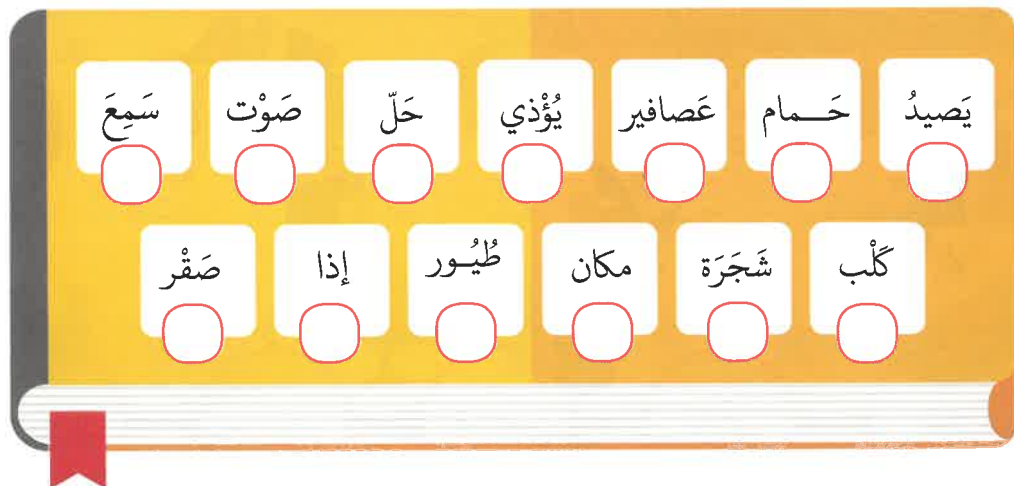 يَصيدُ حَـــمام عَصافير يُؤْذي حَلّ صَوْت سَمِعَ
كَلْب شَجَرَة مكان طُيُـور إذا صَقْر